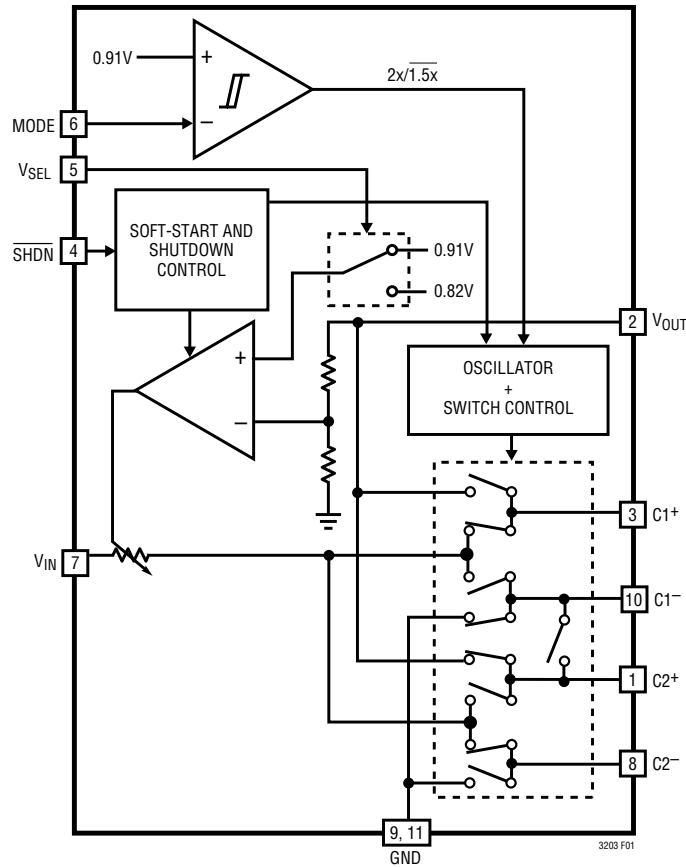 0.91V
+
−
2x/1.5x
MODE
6
VSEL
5
SHDN
4
SOFT-START AND
SHUTDOWN
CONTROL
0.91V
0.82V
2
VOUT
+
−
OSCILLATOR
+
SWITCH CONTROL
3
C1+
VIN
7
10
C1−
1
C2+
8
C2−
9, 11
GND
3203 F01